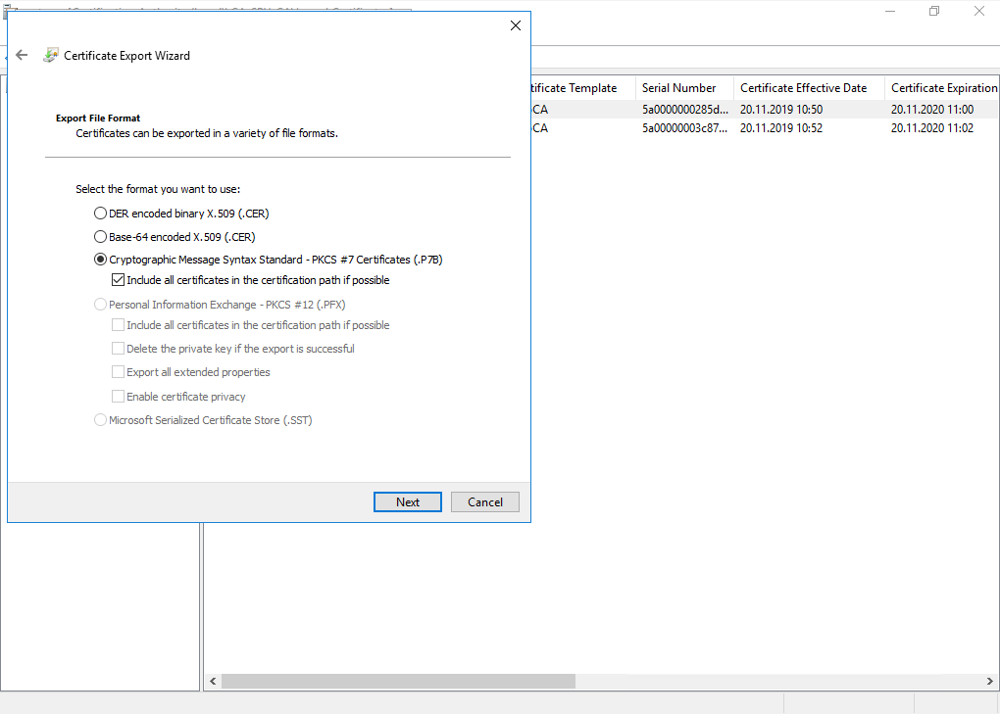 Certificate Export Wizard
Export File Format
Certificates can be exported in a variety of file formats.
Select the format you want to use:
DER encoded binary X.509 (.CER)
Base-64 encoded X.509 (.CER)
Cryptographic Message Syntax Standard - PKCS #7 Certificates (.P7B)
Include all certificates in the certification path if possible
Personal Information Exchange - PKCS #12 (.PFX)
Include all certificates in the certification path if possible
Delete the private key if the export is successful
Export all extended properties
Enable certificate privacy
Microsoft Serialized Certificate Store (.SST)
Next Cancel
tificate Template Serial Number Certificate Effective Date Certificate Expiration
CA 5a0000000285d... 20.11.2019 10:50 20.11.2020 11:00
CA 5a00000003c87... 20.11.2019 10:52 20.11.2020 11:02